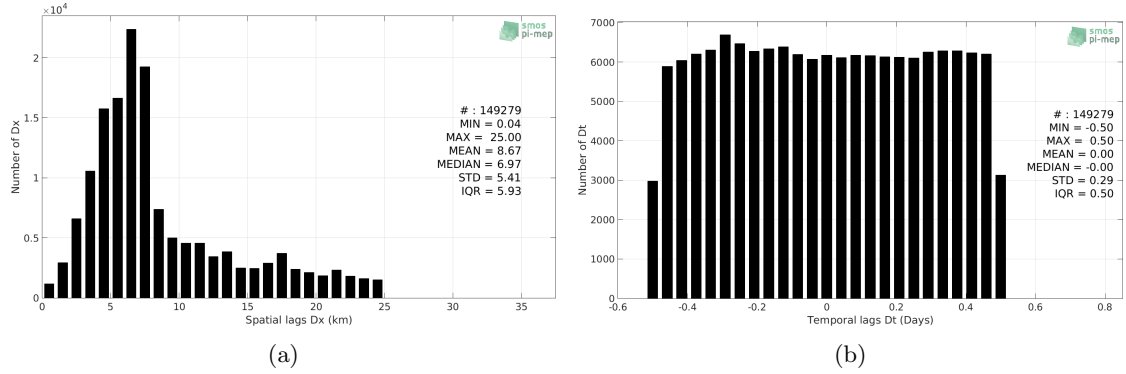 ×10⁴
2
1.5
1
0.5
0
Number of Dx
0 5 10 15 20 25 30 35
Spatial lags Dx (km)
smos
pi-mep
# : 149279
MIN = 0.04
MAX = 25.00
MEAN = 8.67
MEDIAN = 6.97
STD = 5.41
IQR = 5.93
(a)
7000
6000
5000
4000
3000
2000
1000
0
Number of Dt
-0.6 -0.4 -0.2 0 0.2 0.4 0.6 0.8
Temporal lags Dt (Days)
smos
pi-mep
# : 149279
MIN = -0.50
MAX = 0.50
MEAN = 0.00
MEDIAN = -0.00
STD = 0.29
IQR = 0.50
(b)